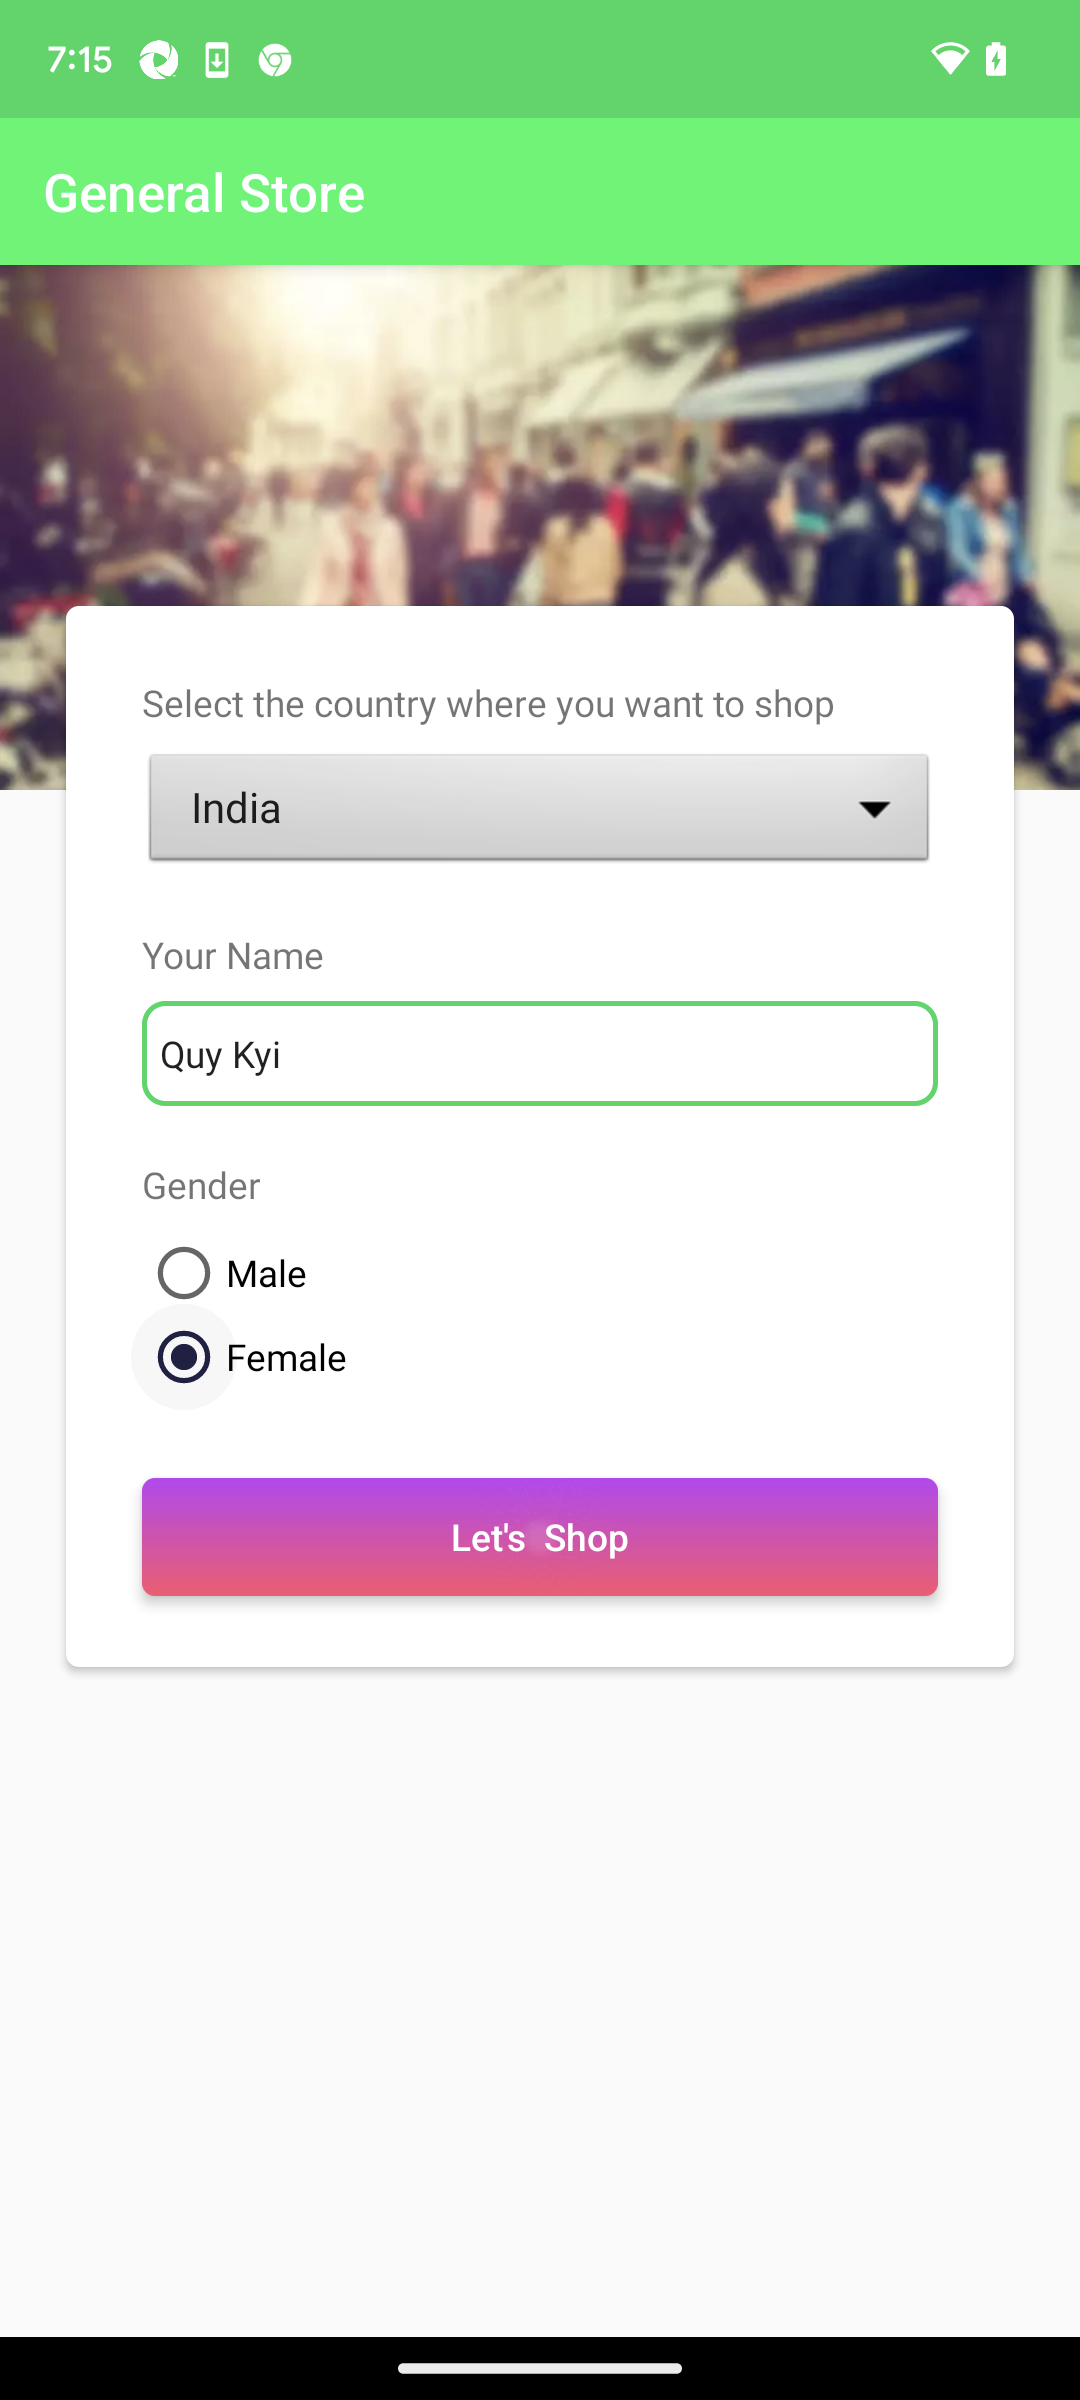 7:15
General Store
Select the country where you want to shop
India
Your Name
Quy Kyi
Gender
Male
Female
Let's Shop